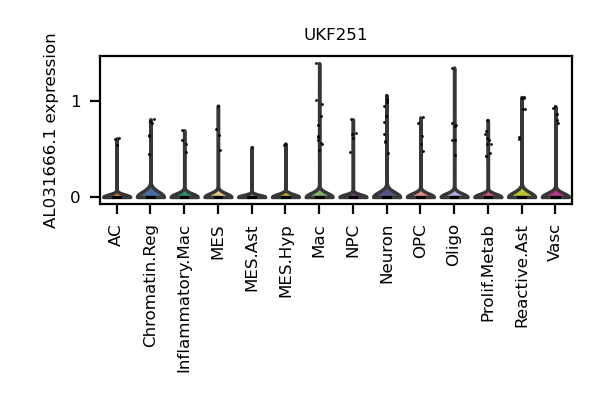 UKF251
AL031666.1 expression
1
0
AC
Chromatin.Reg
Inflammatory.Mac
MES
MES.Ast
MES.Hyp
Mac
NPC
Neuron
OPC
Oligo
Prolif.Metab
Reactive.Ast
Vasc